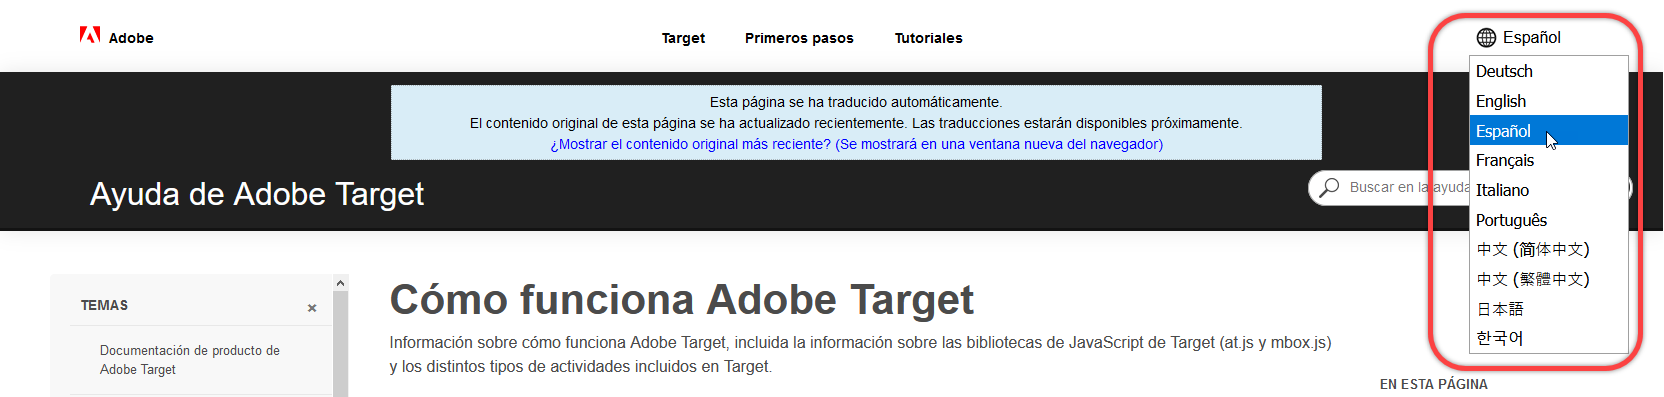 Adobe
Target
Primeros pasos
Tutoriales
Español
Deutsch
English
Español
Français
Italiano
Português
中文 (简体中文)
中文 (繁體中文)
日本語
한국어
Esta página se ha traducido automáticamente.
El contenido original de esta página se ha actualizado recientemente. Las traducciones estarán disponibles próximamente.
¿Mostrar el contenido original más reciente? (Se mostrará en una ventana nueva del navegador)
Ayuda de Adobe Target
Buscar en la ayuda
TEMAS
×
Documentación de producto de
Adobe Target
Cómo funciona Adobe Target
Información sobre cómo funciona Adobe Target, incluida la información sobre las bibliotecas de JavaScript de Target (at.js y mbox.js)
y los distintos tipos de actividades incluidos en Target.
EN ESTA PÁGINA